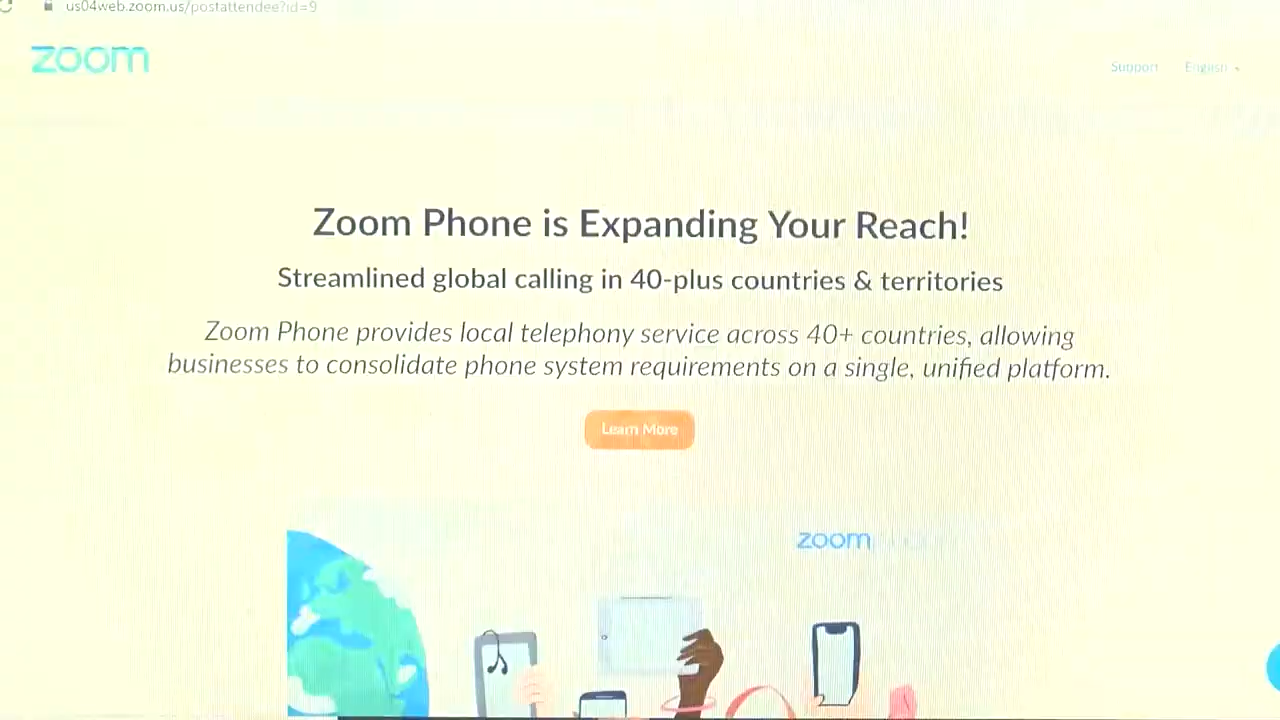 us04web.zoom.us/postattendee?id=9
zoom
Support English
Zoom Phone is Expanding Your Reach!
Streamlined global calling in 40-plus countries & territories
Zoom Phone provides local telephony service across 40+ countries, allowing
businesses to consolidate phone system requirements on a single, unified platform.
Learn More
zoom